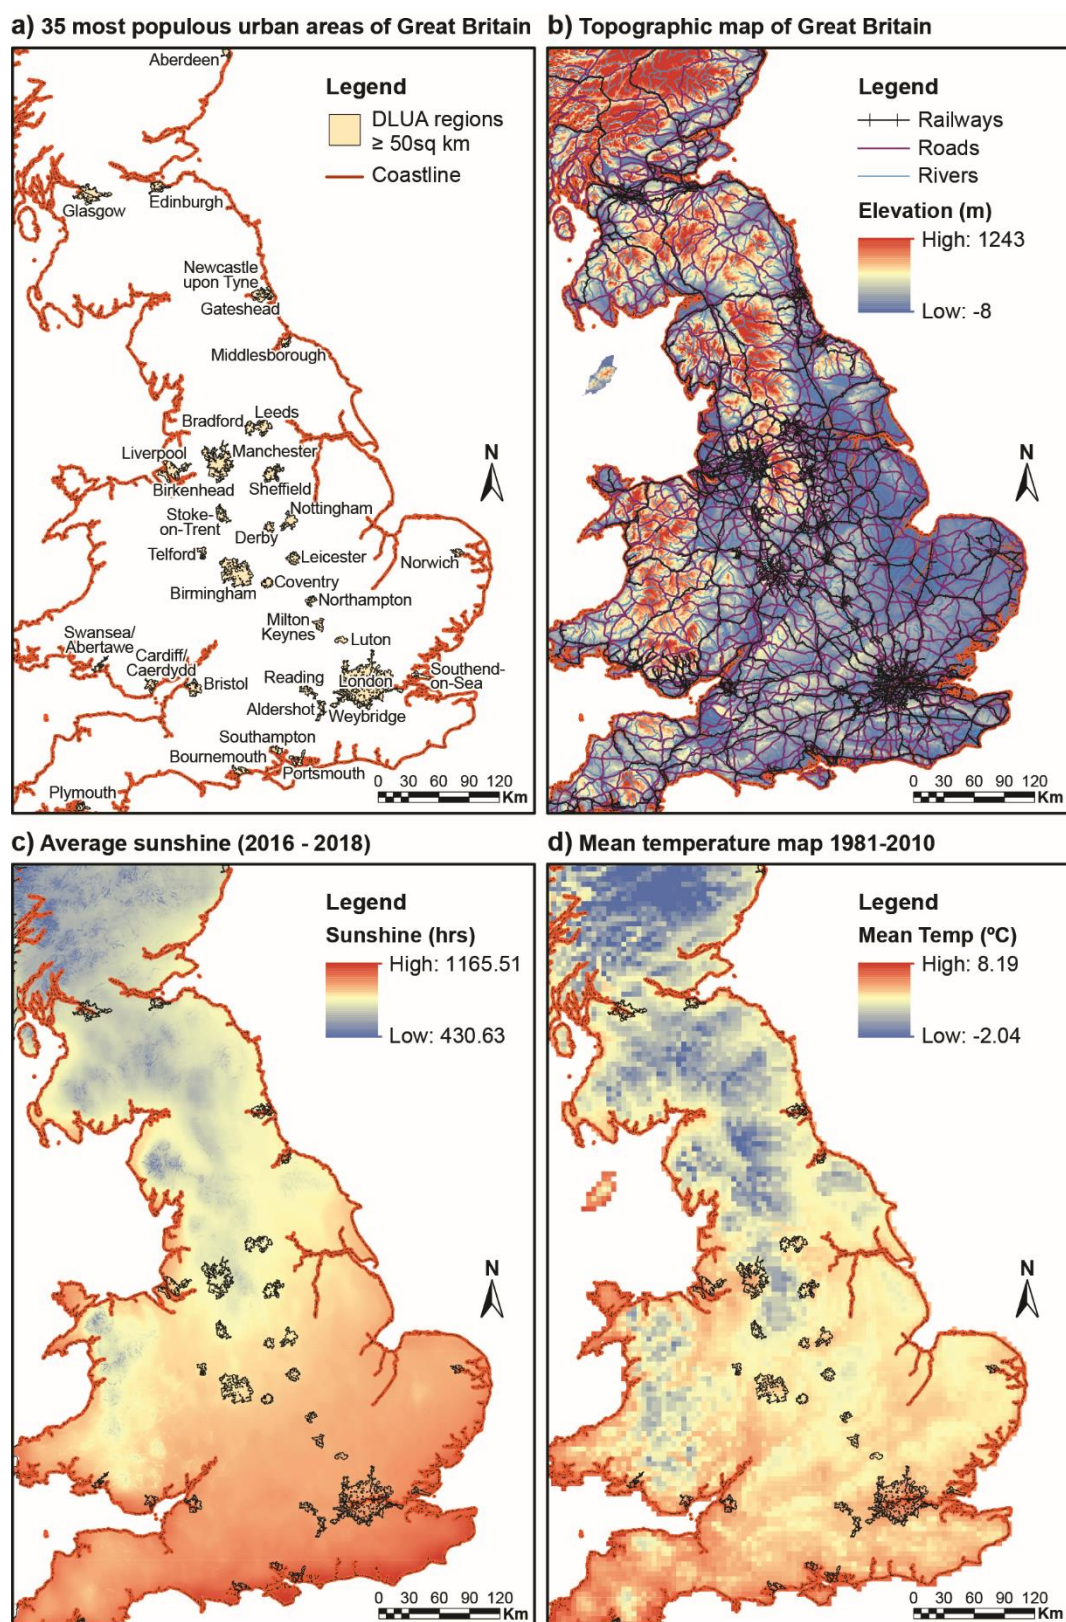 a) 35 most populous urban areas of Great Britain
Aberdeen
Legend
DLUA regions
≥ 50sq km
Coastline
Glasgow
Edinburgh
Newcastle
upon Tyne
Gateshead
Middlesborough
Bradford
Leeds
Liverpool
Manchester
Birkenhead
Sheffield
Stoke-
on-Trent
Nottingham
Derby
Telford
Leicester
Norwich
Birmingham
Coventry
Northampton
Milton
Keynes
Luton
Swansea/
Abertawe
Cardiff/
Caerdydd
Bristol
Reading
London
Southend-
on-Sea
Aldershot
Weybridge
Southampton
Bournemouth
Portsmouth
Plymouth
N
0 30 60 90 120
Km
b) Topographic map of Great Britain
Legend
Railways
Roads
Rivers
Elevation (m)
High: 1243
Low: -8
N
0 30 60 90 120
Km
c) Average sunshine (2016 - 2018)
Legend
Sunshine (hrs)
High: 1165.51
Low: 430.63
N
0 30 60 90 120
Km
d) Mean temperature map 1981-2010
Legend
Mean Temp (ºC)
High: 8.19
Low: -2.04
N
0 30 60 90 120
Km